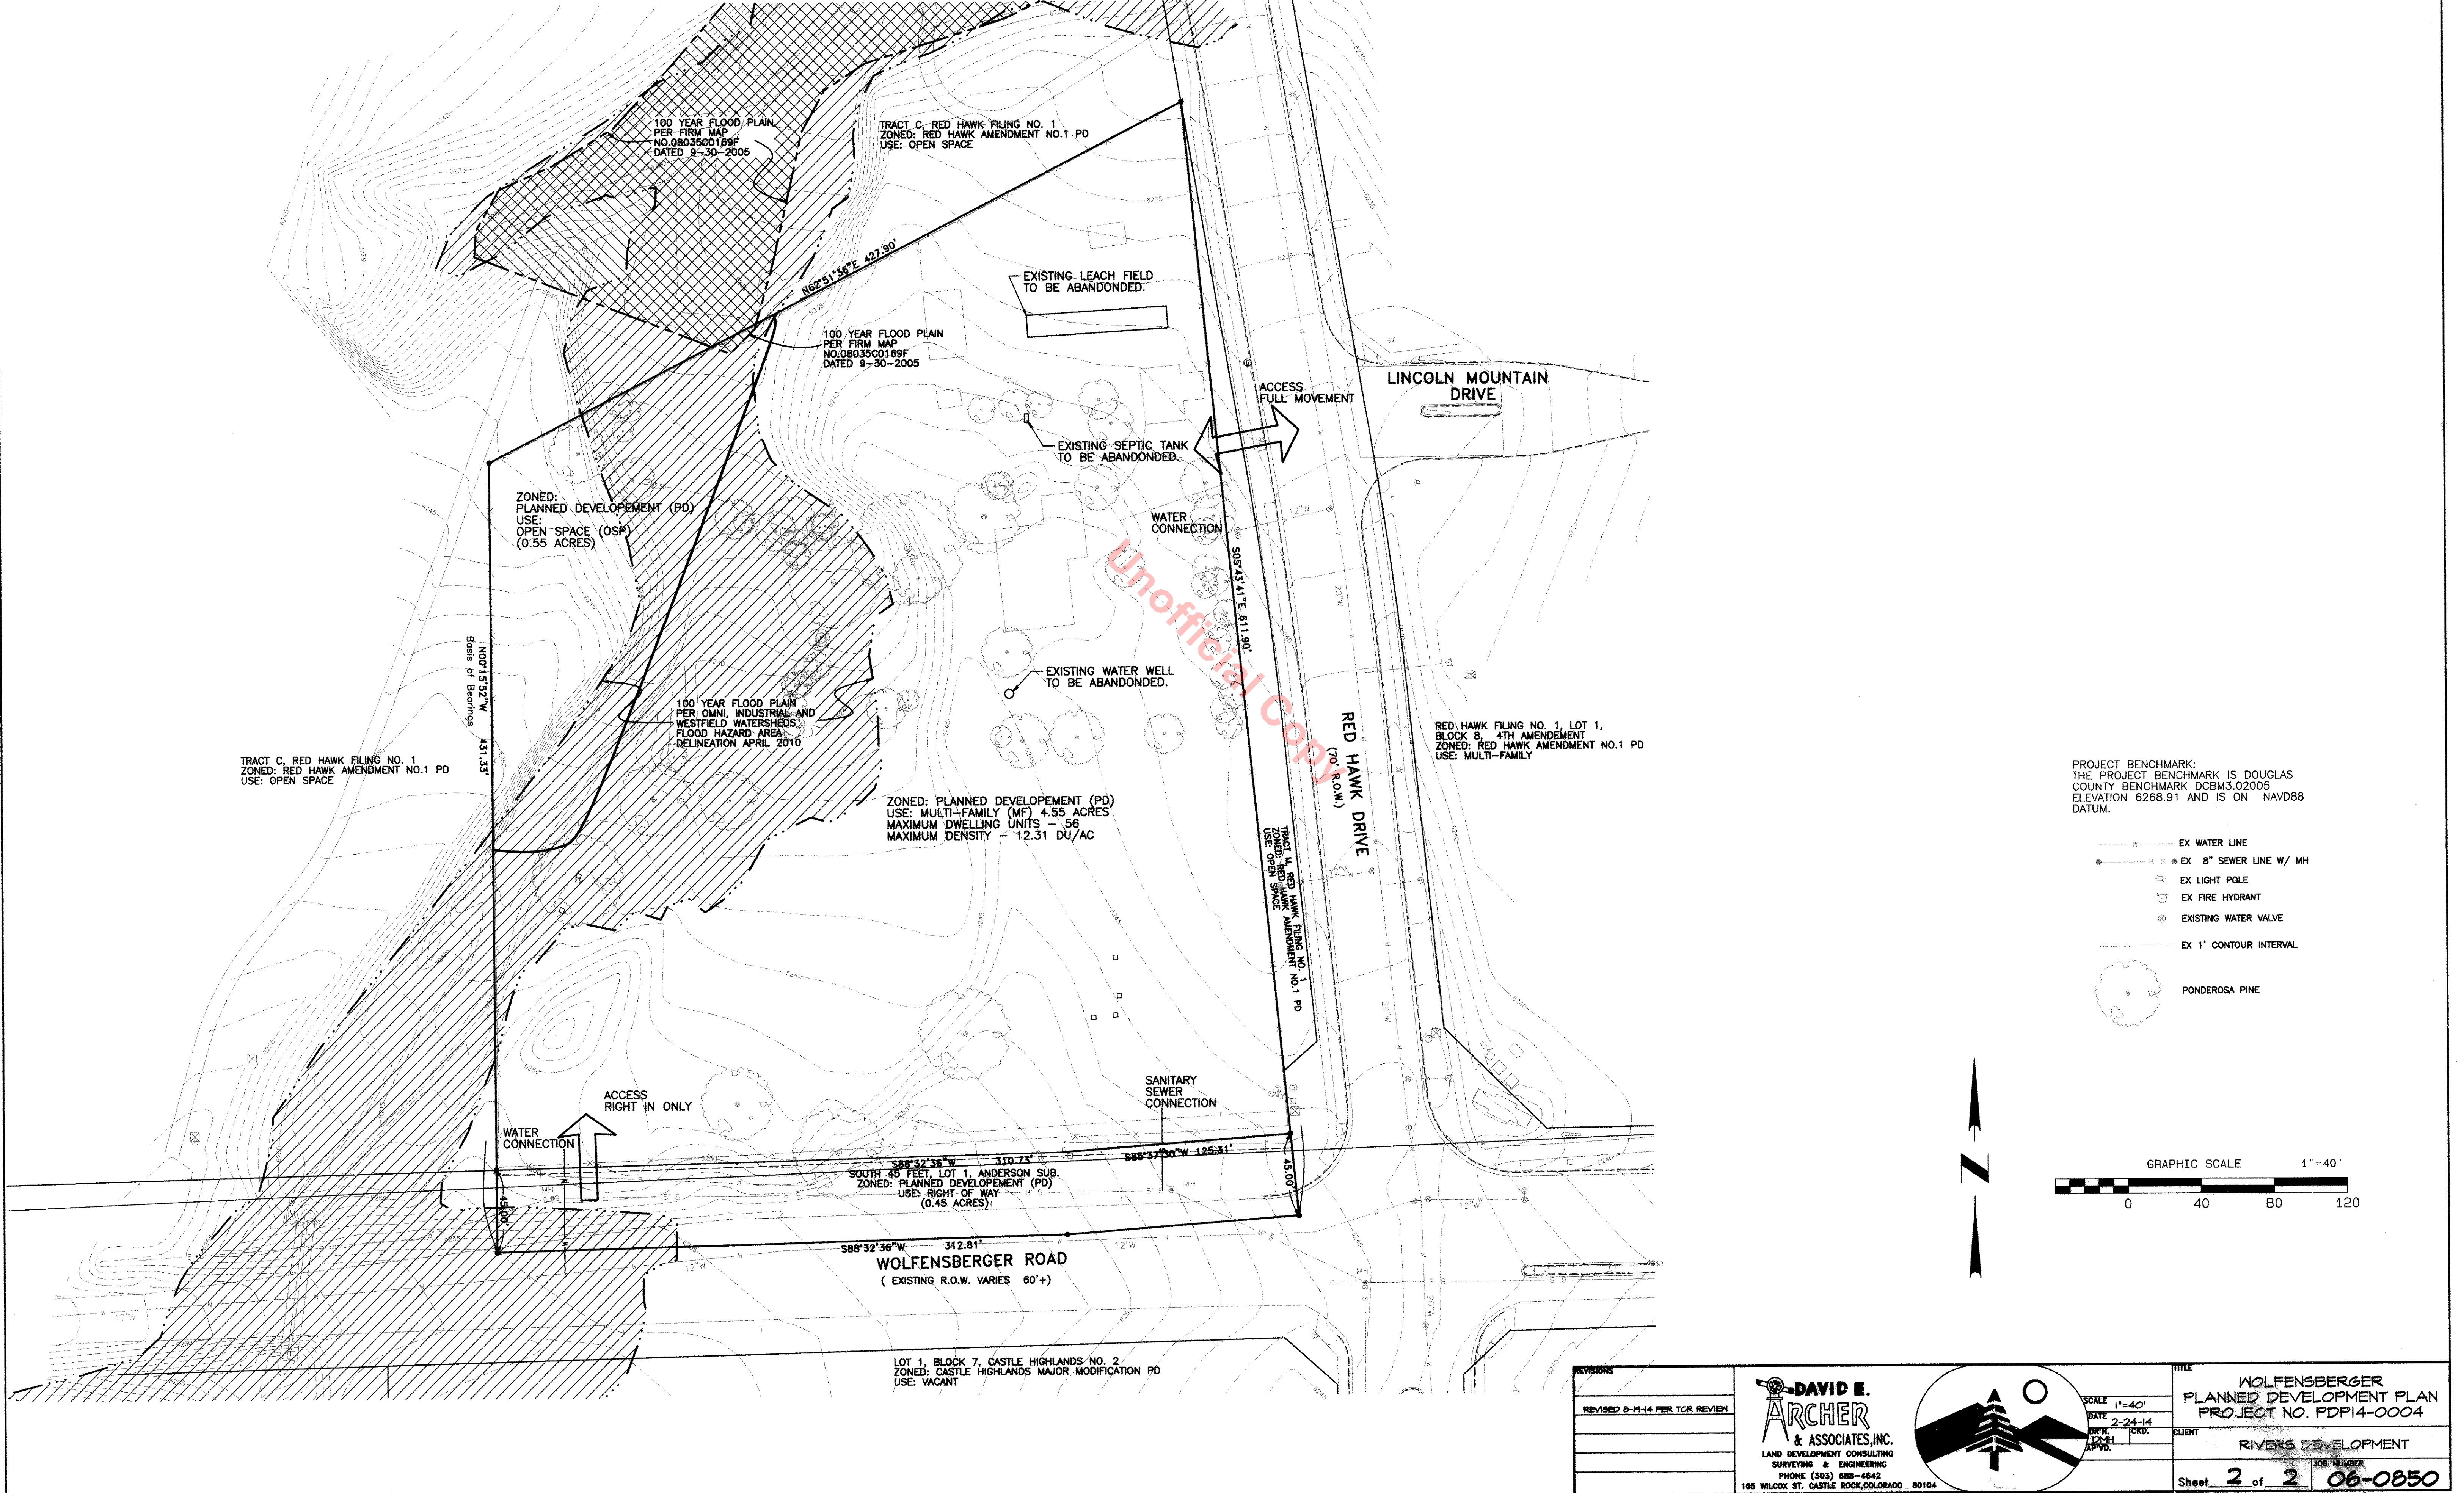 100 YEAR FLOOD PLAIN
PER FIRM MAP
NO.08035C0169F
DATED 9-30-2005
TRACT C, RED HAWK FILING NO. 1
ZONED: RED HAWK AMENDMENT NO.1 PD
USE: OPEN SPACE
N62°51'36"E 427.90'
EXISTING LEACH FIELD
TO BE ABANDONDED.
100 YEAR FLOOD PLAIN
PER FIRM MAP
NO.08035C0169F
DATED 9-30-2005
ACCESS
FULL MOVEMENT
LINCOLN MOUNTAIN
DRIVE
EXISTING SEPTIC TANK
TO BE ABANDONDED.
ZONED:
PLANNED DEVELOPEMENT (PD)
USE:
OPEN SPACE (OSP)
(0.55 ACRES)
WATER
CONNECTION
S05°43'41"E 611.90'
Unofficial Copy
EXISTING WATER WELL
TO BE ABANDONDED.
N00°15'52"W 431.33'
Basis of Bearings
100 YEAR FLOOD PLAIN
PER OMNI, INDUSTRIAL AND
WESTFIELD WATERSHEDS
FLOOD HAZARD AREA
DELINEATION APRIL 2010
RED HAWK DRIVE
(70' R.O.W.)
RED HAWK FILING NO. 1, LOT 1,
BLOCK 8, 4TH AMENDEMENT
ZONED: RED HAWK AMENDMENT NO.1 PD
USE: MULTI-FAMILY
TRACT C, RED HAWK FILING NO. 1
ZONED: RED HAWK AMENDMENT NO.1 PD
USE: OPEN SPACE
ZONED: PLANNED DEVELOPEMENT (PD)
USE: MULTI-FAMILY (MF) 4.55 ACRES
MAXIMUM DWELLING UNITS - 56
MAXIMUM DENSITY - 12.31 DU/AC
TRACT M, RED HAWK FILING NO. 1
ZONED: RED HAWK AMENDMENT NO.1 PD
USE: OPEN SPACE
PROJECT BENCHMARK:
THE PROJECT BENCHMARK IS DOUGLAS
COUNTY BENCHMARK DCBM3.02005
ELEVATION 6268.91 AND IS ON NAVD88
DATUM.
W EX WATER LINE
8" S EX 8" SEWER LINE W/ MH
EX LIGHT POLE
EX FIRE HYDRANT
EXISTING WATER VALVE
EX 1' CONTOUR INTERVAL
PONDEROSA PINE
N
GRAPHIC SCALE 1"=40'
0 40 80 120
ACCESS
RIGHT IN ONLY
WATER
CONNECTION
SANITARY
SEWER
CONNECTION
S88°32'36"W 310.73'
S85°37'30"W 125.31'
SOUTH 45 FEET, LOT 1, ANDERSON SUB.
ZONED: PLANNED DEVELOPEMENT (PD)
USE: RIGHT OF WAY
(0.45 ACRES)
45.00'
45.00'
S88°32'36"W 312.81'
WOLFENSBERGER ROAD
( EXISTING R.O.W. VARIES 60'+)
12"W
20"W
MH
LOT 1, BLOCK 7, CASTLE HIGHLANDS NO. 2
ZONED: CASTLE HIGHLANDS MAJOR MODIFICATION PD
USE: VACANT
REVISIONS
REVISED 8-19-14 PER TCR REVIEW
DAVID E.
ARCHER
& ASSOCIATES,INC.
LAND DEVELOPMENT CONSULTING
SURVEYING & ENGINEERING
PHONE (303) 688-4642
105 WILCOX ST. CASTLE ROCK,COLORADO 80104
SCALE 1"=40'
DATE 2-24-14
DR'N. DMH CKD.
AP'VD.
TITLE
WOLFENSBERGER
PLANNED DEVELOPMENT PLAN
PROJECT NO. PDP14-0004
CLIENT
RIVERS DEVELOPMENT
Sheet 2 of 2
JOB NUMBER
06-0850